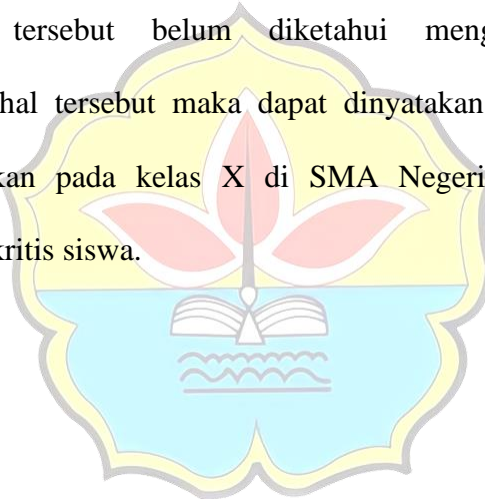 tersebut belum diketahui meng
hal tersebut maka dapat dinyatakan
kan pada kelas X di SMA Negeri
kritis siswa.